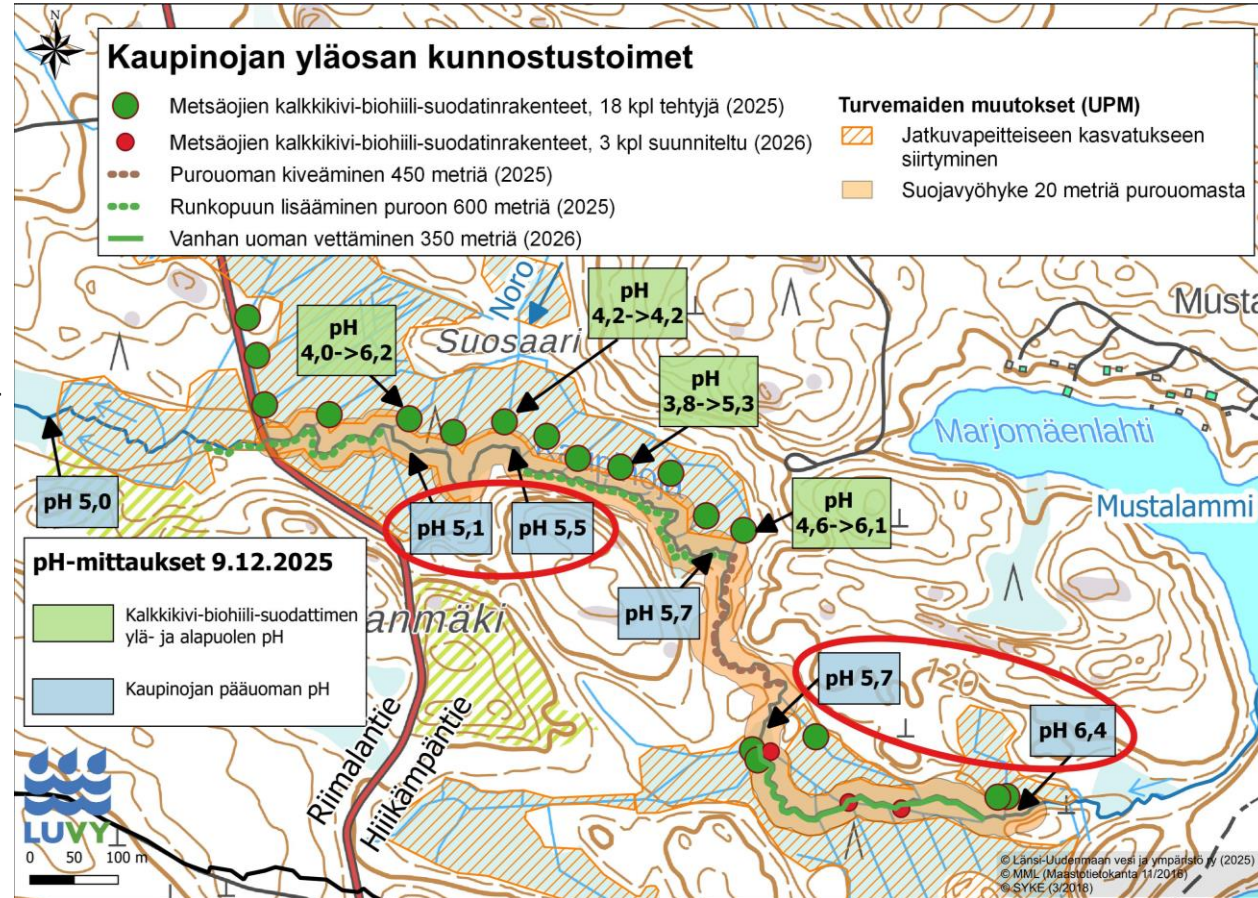 N
Kaupinojan yläosan kunnostustoimet
Metsäojien kalkkikivi-biohiili-suodatinrakenteet, 18 kpl tehtyjä (2025)
Metsäojien kalkkikivi-biohiili-suodatinrakenteet, 3 kpl suunniteltu (2026)
Purouoman kiveäminen 450 metriä (2025)
Runkopuun lisääminen puroon 600 metriä (2025)
Vanhan uoman vettäminen 350 metriä (2026)
Turvemaiden muutokset (UPM)
Jatkuvapeitteiseen kasvatukseen
siirtyminen
Suojavyöhyke 20 metriä purouomasta
Noro
Suosaari
pH
4,0->6,2
pH
4,2->4,2
pH
3,8->5,3
pH
4,6->6,1
Musta
Marjomäenlahti
Mustalammi
pH 5,0
pH 5,1
pH 5,5
pH 5,7
pH 5,7
pH 6,4
120
anmäki
Riimalantie
Hiiikämpäntie
pH-mittaukset 9.12.2025
Kalkkikivi-biohiili-suodattimen
ylä- ja alapuolen pH
Kaupinojan pääuoman pH
LUVY
0 50 100 m
© Länsi-Uudenmaan vesi ja ympäristö ry (2025)
© MML (Maastotietokanta 11/2018)
© SYKE (3/2018)